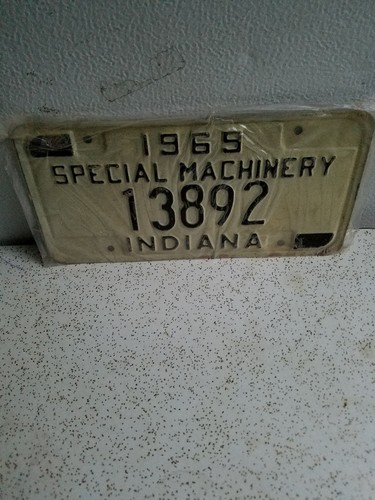 1969
SPECIAL MACHINERY
13892
INDIANA